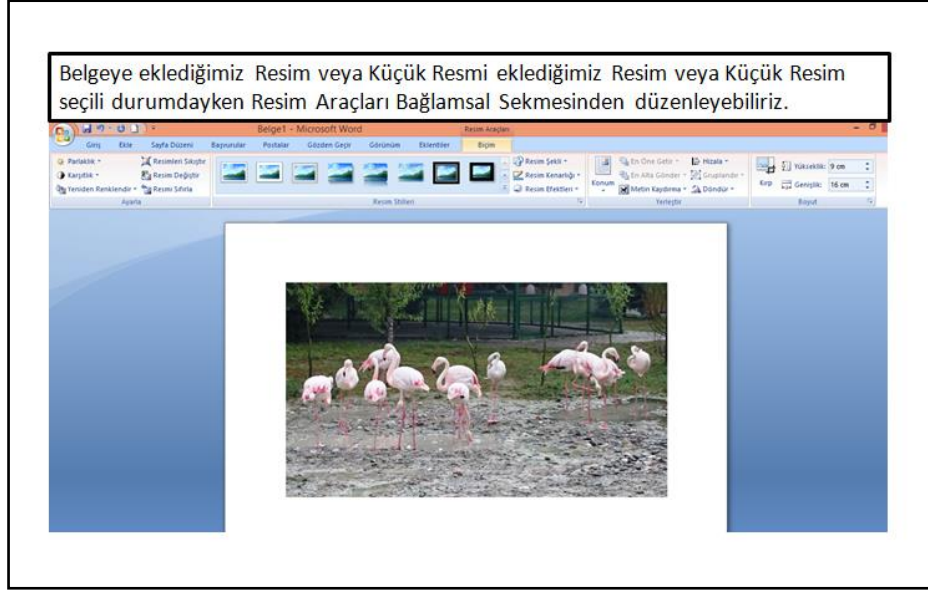 Belgeye eklediğimiz Resim veya Küçük Resmi eklediğimiz Resim veya Küçük Resim
seçili durumdayken Resim Araçları Bağlamsal Sekmesinden düzenleyebiliriz.
Belge1 - Microsoft Word
Resim Araçları
Giriş Ekle Sayfa Düzeni Başvurular Postalar Gözden Geçir Görünüm Eklentiler Biçim
Parlaklık Resimleri Sıkıştır
Karşıtlık Resim Değiştir
Yeniden Renklendir Resmi Sıfırla
Ayarla
Resim Stilleri
Resim Şekli
Resim Kenarlığı
Resim Efektleri
Konum
En Öne Getir Hizala
En Alta Gönder Gruplandır
Metin Kaydırma Döndür
Yerleştir
Kırp
Yükseklik: 9 cm
Genişlik: 16 cm
Boyut